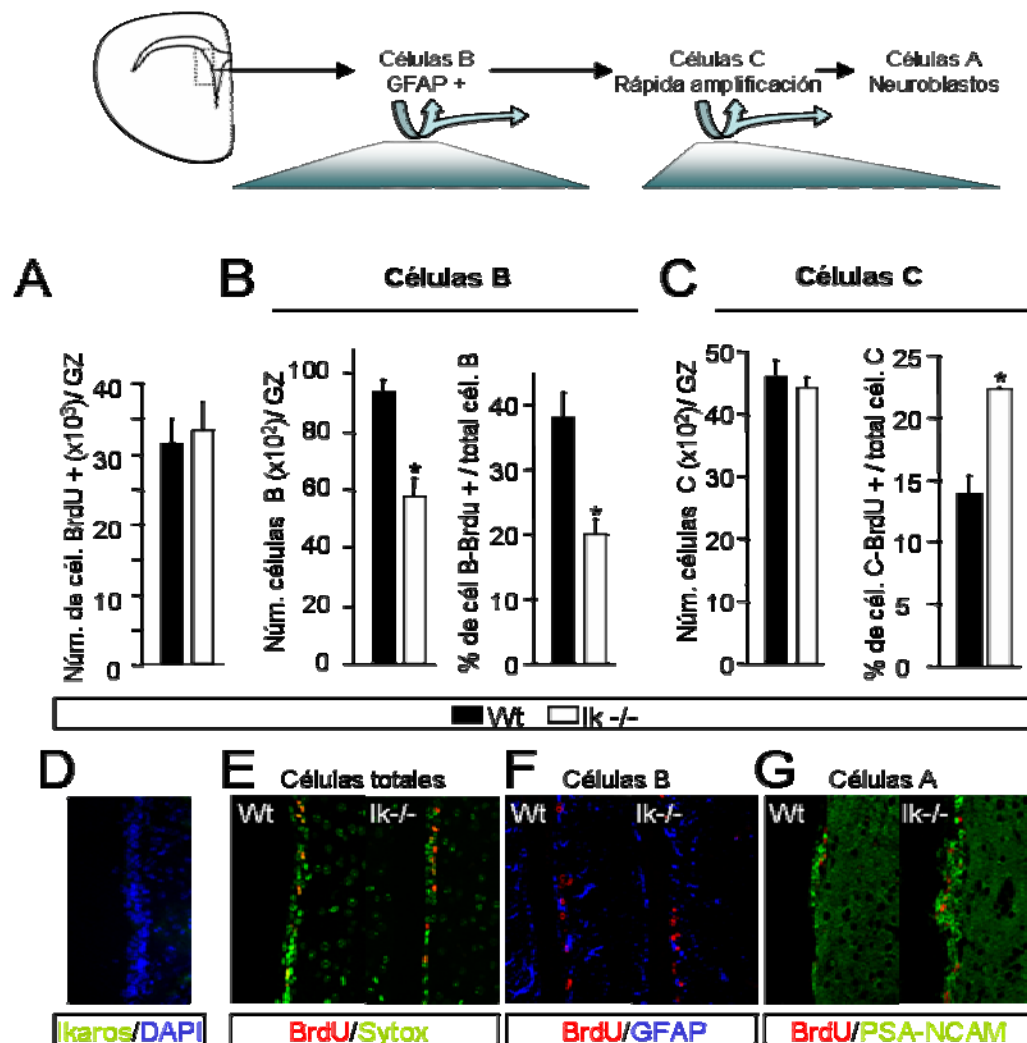 Células B
GFAP +
Células C
Rápida amplificación
Células A
Neuroblastos
A
B
Células B
C
Células C
Núm. de cél. BrdU + (x10³)/ GZ
40
30
20
10
0
Núm. células B (x10²)/ GZ
100
80
60
40
20
0
*
% de cél B-Brdu + / total cél. B
40
20
0
*
Núm. células C (x10²)/ GZ
50
40
30
20
10
0
% de cél. C-BrdU + / total cél. C
25
20
15
10
5
0
*
Wt
Ik -/-
D
E
Células totales
F
Células B
G
Células A
Wt
Ik-/-
Wt
Ik-/-
Wt
Ik-/-
Ikaros/DAPI
BrdU/Sytox
BrdU/GFAP
BrdU/PSA-NCAM